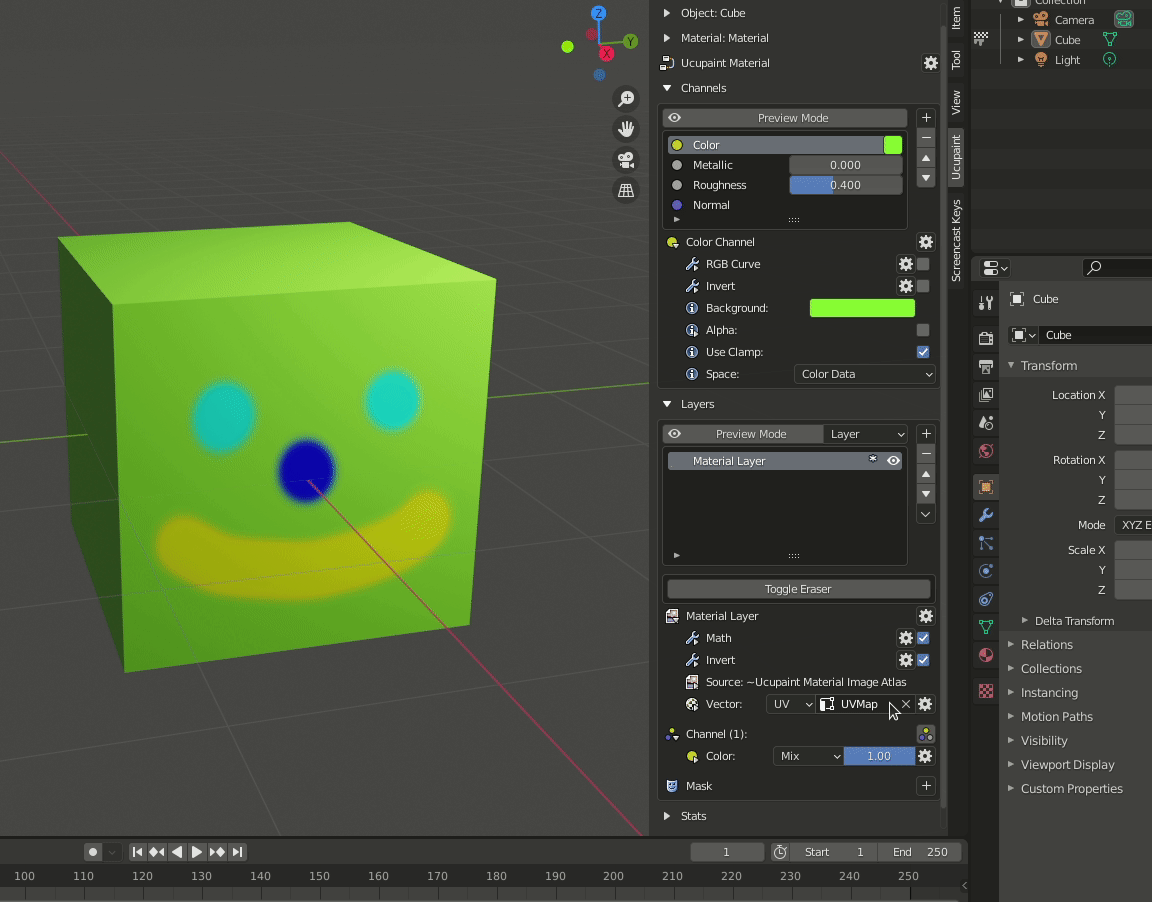 Z
Y
X
Object: Cube
Material: Material
Ucupaint Material
Channels
Preview Mode
Color
Metallic 0.000
Roughness 0.400
Normal
Color Channel
RGB Curve
Invert
Background:
Alpha:
Use Clamp:
Space: Color Data
Layers
Preview Mode Layer
Material Layer
Toggle Eraser
Material Layer
Math
Invert
Source: ~Ucupaint Material Image Atlas
Vector: UV UVMap
Channel (1):
Color: Mix 1.00
Mask
Stats
Item
Tool
View
Ucupaint
Screencast Keys
Collection
Camera
Cube
Light
Cube
Cube
Transform
Location X
Y
Z
Rotation X
Y
Z
Mode XYZ E
Scale X
Y
Z
Delta Transform
Relations
Collections
Instancing
Motion Paths
Visibility
Viewport Display
Custom Properties
1 Start 1 End 250
100 110 120 130 140 150 160 170 180 190 200 210 220 230 240 250